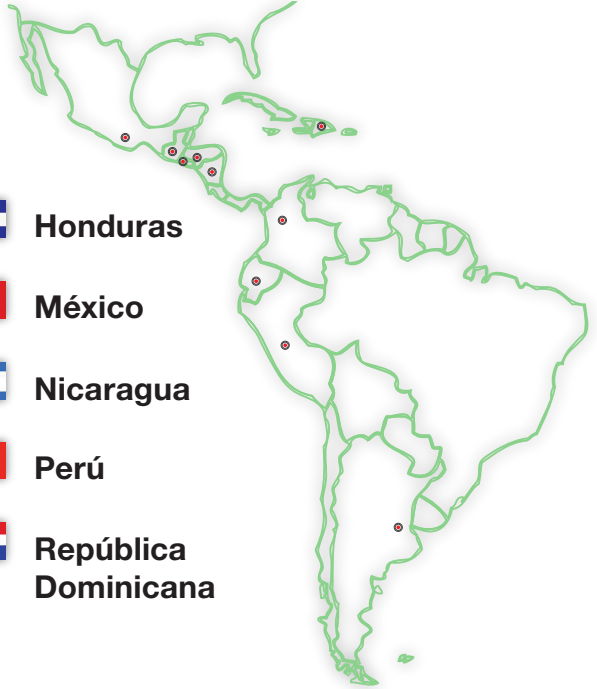 Honduras
México
Nicaragua
Perú
República
Dominicana